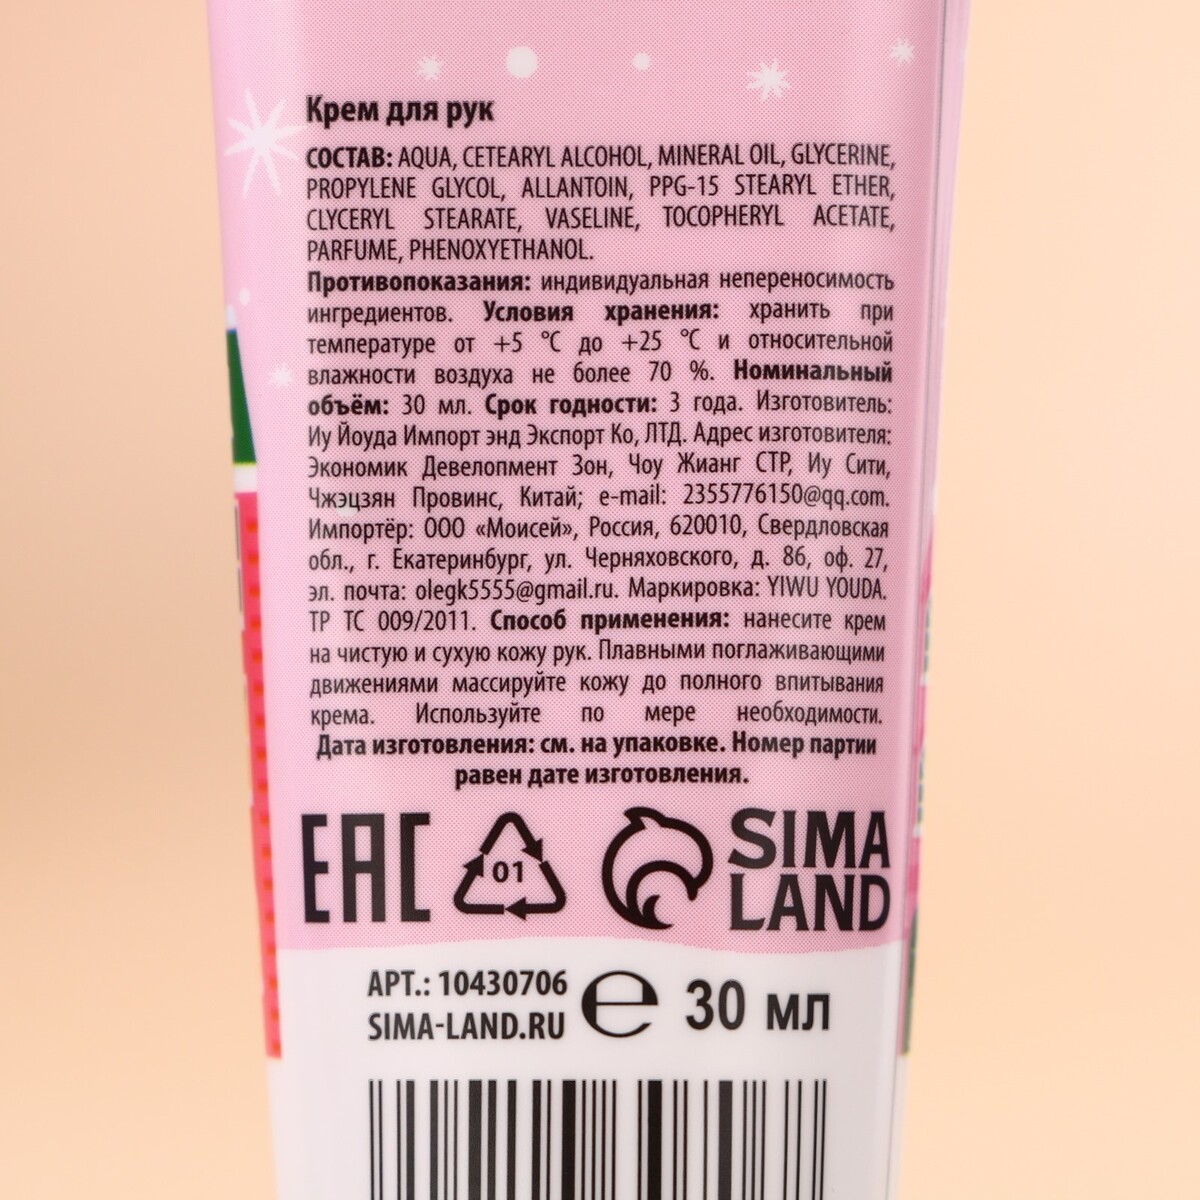 Крем для рук
СОСТАВ: AQUA, CETEARYL ALCOHOL, MINERAL OIL, GLYCERINE,
PROPYLENE GLYCOL, ALLANTOIN, PPG-15 STEARYL ETHER,
CLYCERYL STEARATE, VASELINE, TOCOPHERYL ACETATE,
PARFUME, PHENOXYETHANOL.
Противопоказания: индивидуальная непереносимость
ингредиентов. Условия хранения: хранить при
температуре от +5 °C до +25 °C и относительной
влажности воздуха не более 70 %. Номинальный
объём: 30 мл. Срок годности: 3 года. Изготовитель:
Иу Йоуда Импорт энд Экспорт Ко, ЛТД. Адрес изготовителя:
Экономик Девелопмент Зон, Чоу Жианг СТР, Иу Сити,
Чжэцзян Провинс, Китай; e-mail: 2355776150@qq.com.
Импортёр: ООО «Моисей», Россия, 620010, Свердловская
обл., г. Екатеринбург, ул. Черняховского, д. 86, оф. 27,
эл. почта: olegk5555@gmail.ru. Маркировка: YIWU YOUDA.
ТР ТС 009/2011. Способ применения: нанесите крем
на чистую и сухую кожу рук. Плавными поглаживающими
движениями массируйте кожу до полного впитывания
крема. Используйте по мере необходимости.
Дата изготовления: см. на упаковке. Номер партии
равен дате изготовления.
EAC 01 SIMA
LAND
АРТ.: 10430706
SIMA-LAND.RU
℮ 30 мл